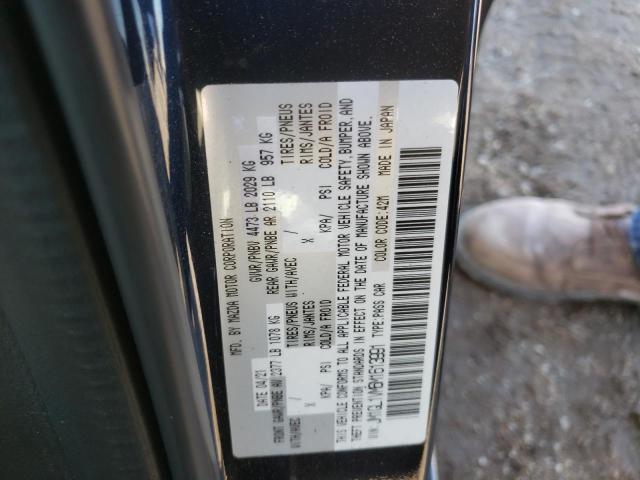 MFD. BY MAZDA MOTOR CORPORATION
DATE 04/21 GVWR/PNBV 4473 LB 2029 KG
FRONT GAWR/PNBE AV 2377 LB 1078 KG REAR GAWR/PNBE AR 2110 LB 957 KG
WITH/AVEC / TIRES/PNEUS WITH/AVEC / TIRES/PNEUS
X RIMS/JANTES X RIMS/JANTES
KPA/ PSI COLD/A FROID KPA/ PSI COLD/A FROID
THIS VEHICLE CONFORMS TO ALL APPLICABLE FEDERAL MOTOR VEHICLE SAFETY, BUMPER, AND
THEFT PREVENTION STANDARDS IN EFFECT ON THE DATE OF MANUFACTURE SHOWN ABOVE.
TYPE:PASS CAR COLOR CODE:42M MADE IN JAPAN